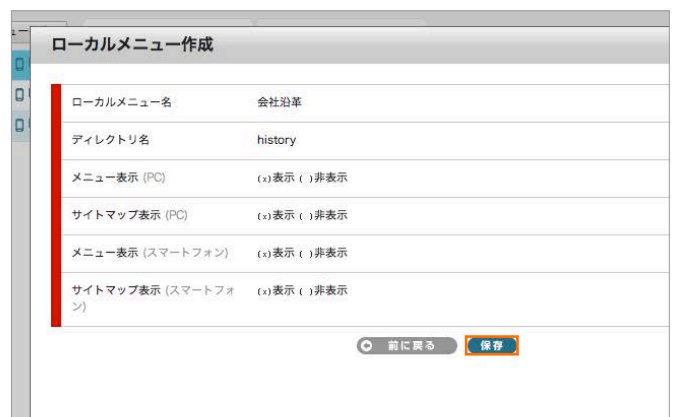 ローカルメニュー作成
ローカルメニュー名 会社沿革
ディレクトリ名 history
メニュー表示 (PC) (x)表示 ( )非表示
サイトマップ表示 (PC) (x)表示 ( )非表示
メニュー表示 (スマートフォン) (x)表示 ( )非表示
サイトマップ表示 (スマートフォ (x)表示 ( )非表示
ン)
前に戻る 保存